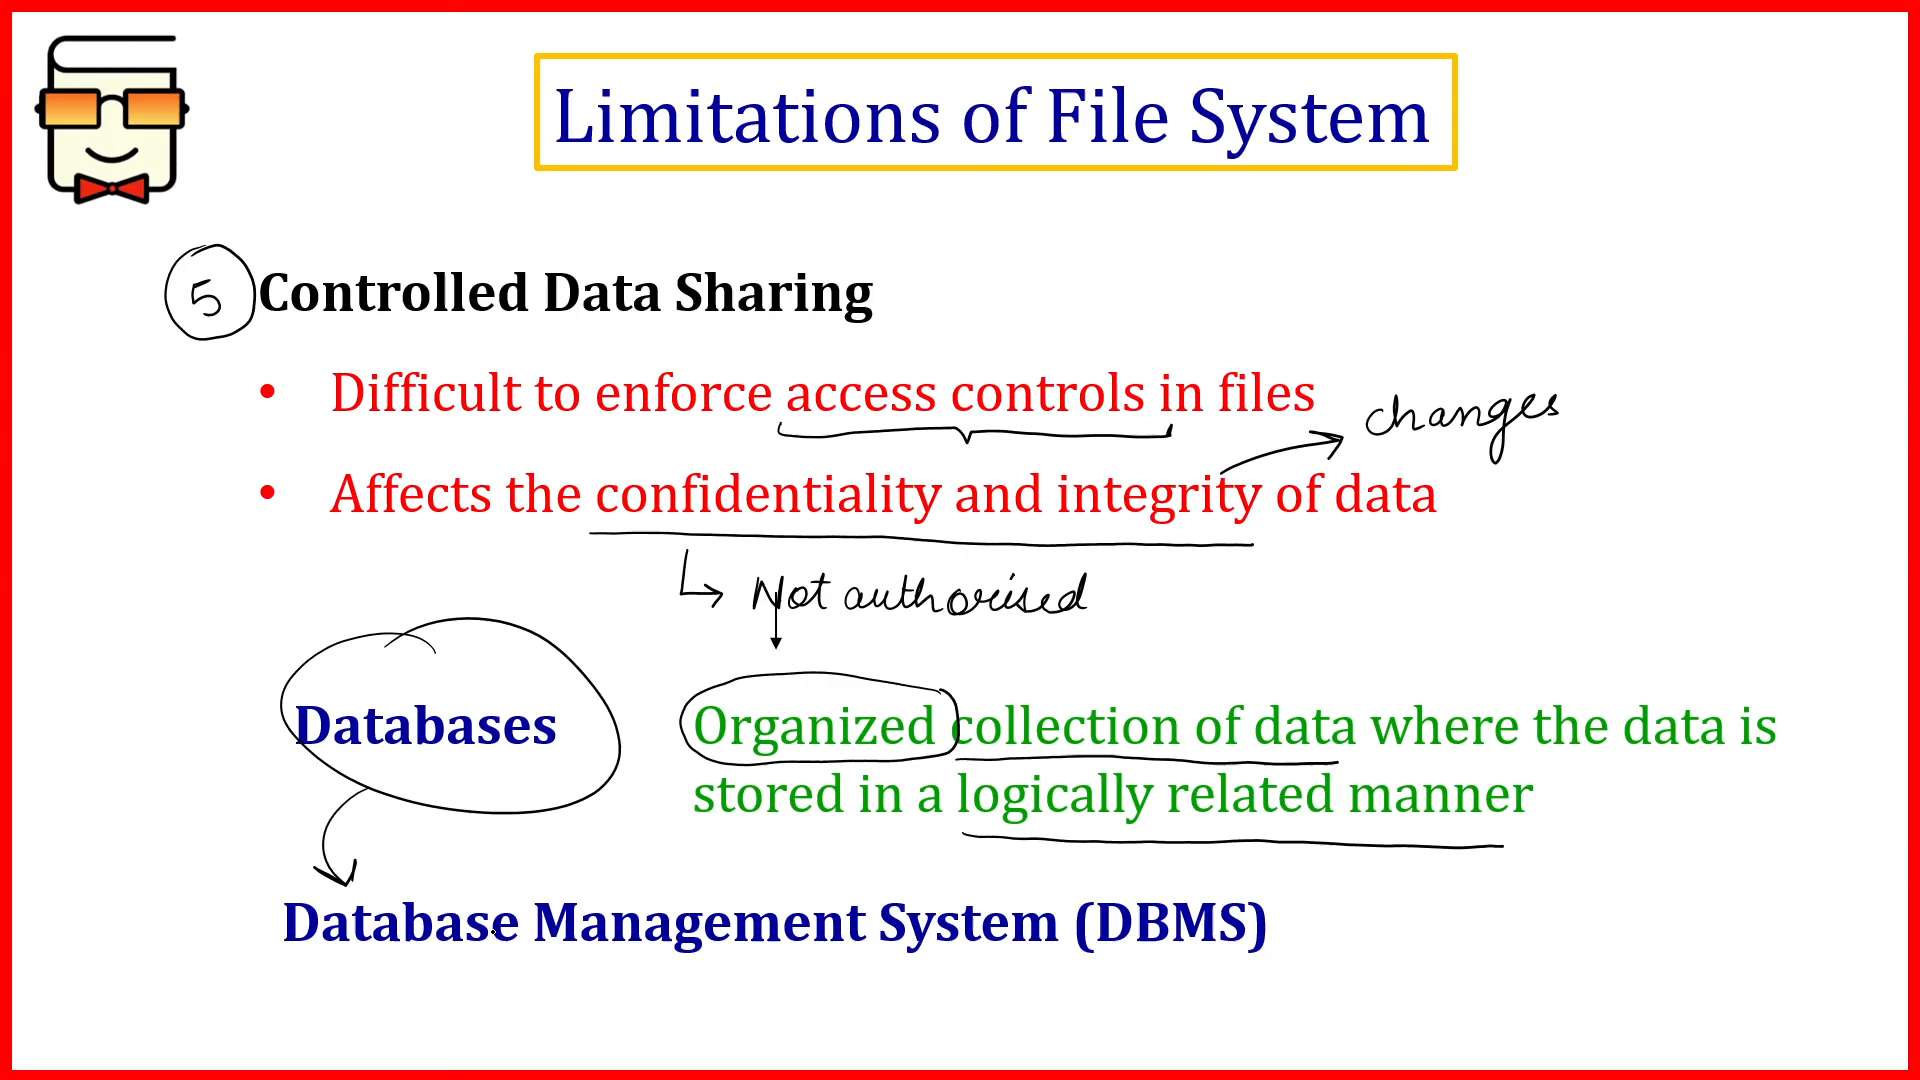 Limitations of File System
5 Controlled Data Sharing
• Difficult to enforce access controls in files
changes
• Affects the confidentiality and integrity of data
Not authorised
Databases
Organized collection of data where the data is
stored in a logically related manner
Database Management System (DBMS)